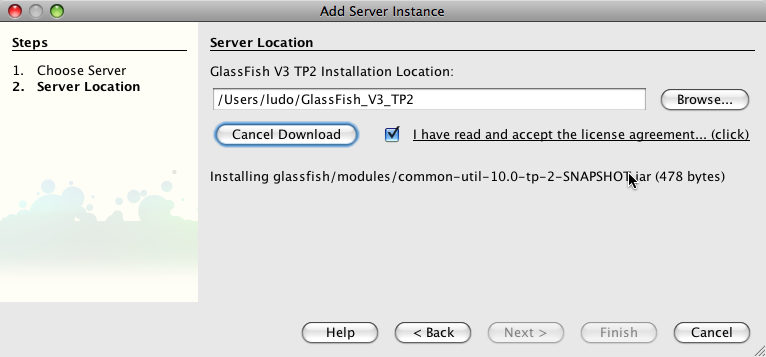 Add Server Instance
Steps
1. Choose Server
2. Server Location
Server Location
GlassFish V3 TP2 Installation Location:
/Users/ludo/GlassFish_V3_TP2
Browse...
Cancel Download
I have read and accept the license agreement... (click)
Installing glassfish/modules/common-util-10.0-tp-2-SNAPSHOT.jar (478 bytes)
Help
< Back
Next >
Finish
Cancel